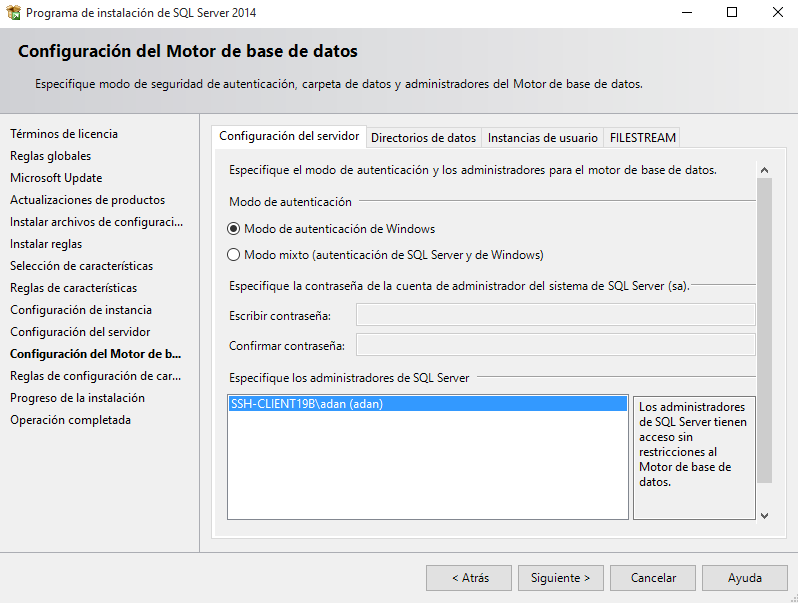 Programa de instalación de SQL Server 2014
Configuración del Motor de base de datos
Especifique modo de seguridad de autenticación, carpeta de datos y administradores del Motor de base de datos.
Términos de licencia
Reglas globales
Microsoft Update
Actualizaciones de productos
Instalar archivos de configuraci...
Instalar reglas
Selección de características
Reglas de características
Configuración de instancia
Configuración del servidor
Configuración del Motor de b...
Reglas de configuración de car...
Progreso de la instalación
Operación completada
Configuración del servidor Directorios de datos Instancias de usuario FILESTREAM
Especifique el modo de autenticación y los administradores para el motor de base de datos.
Modo de autenticación
Modo de autenticación de Windows
Modo mixto (autenticación de SQL Server y de Windows)
Especifique la contraseña de la cuenta de administrador del sistema de SQL Server (sa).
Escribir contraseña:
Confirmar contraseña:
Especifique los administradores de SQL Server
SSH-CLIENT19B\adan (adan)
Los administradores
de SQL Server tienen
acceso sin
restricciones al
Motor de base de
datos.
< Atrás Siguiente > Cancelar Ayuda